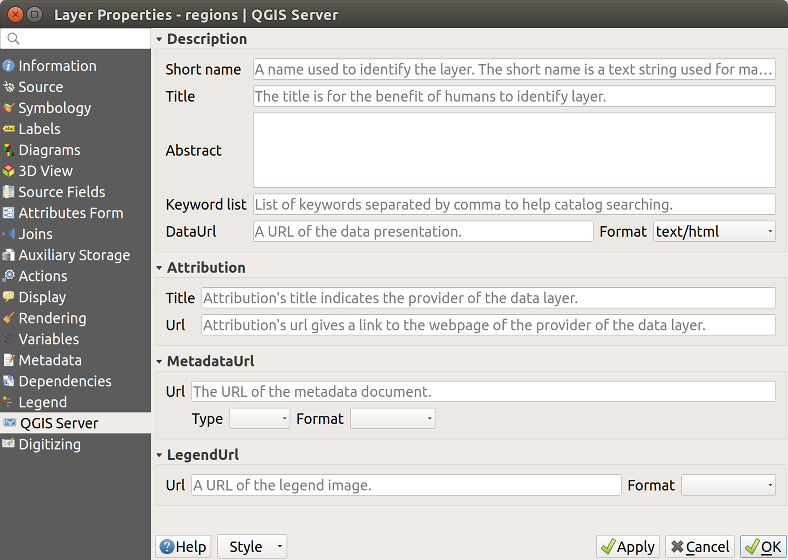 Layer Properties - regions | QGIS Server
Information
Source
Symbology
Labels
Diagrams
3D View
Source Fields
Attributes Form
Joins
Auxiliary Storage
Actions
Display
Rendering
Variables
Metadata
Dependencies
Legend
QGIS Server
Digitizing
Description
Short name A name used to identify the layer. The short name is a text string used for ma...
Title The title is for the benefit of humans to identify layer.
Abstract
Keyword list List of keywords separated by comma to help catalog searching.
DataUrl A URL of the data presentation. Format text/html
Attribution
Title Attribution's title indicates the provider of the data layer.
Url Attribution's url gives a link to the webpage of the provider of the data layer.
MetadataUrl
Url The URL of the metadata document.
Type Format
LegendUrl
Url A URL of the legend image. Format
Help Style Apply Cancel OK